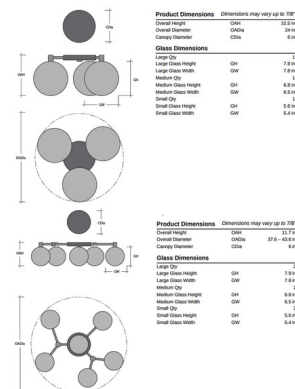 CDia
OAH
GH
GW
OADia
Product Dimensions Dimensions may vary up to 7/8"
Overall Height OAH 10.5 in
Overall Diameter OADia 24 in
Canopy Diameter CDia 6 in
Glass Dimensions
Large Qty 1
Large Glass Height GH 7.9 in
Large Glass Width GW 7.8 in
Medium Qty 1
Medium Glass Height GH 6.8 in
Medium Glass Width GW 6.5 in
Small Qty 1
Small Glass Height GH 5.6 in
Small Glass Width GW 5.4 in
CDia
OAH
GH
GW
OADia
Product Dimensions Dimensions may vary up to 7/8"
Overall Height OAH 11.7 in
Overall Diameter OADia 37.6 – 43.6 in
Canopy Diameter CDia 6 in
Glass Dimensions
Large Qty
Large Glass Height GH 7.9 in
Large Glass Width GW 7.8 in
Medium Qty
Medium Glass Height GH 6.8 in
Medium Glass Width GW 6.5 in
Small Qty
Small Glass Height GH 5.6 in
Small Glass Width GW 5.4 in